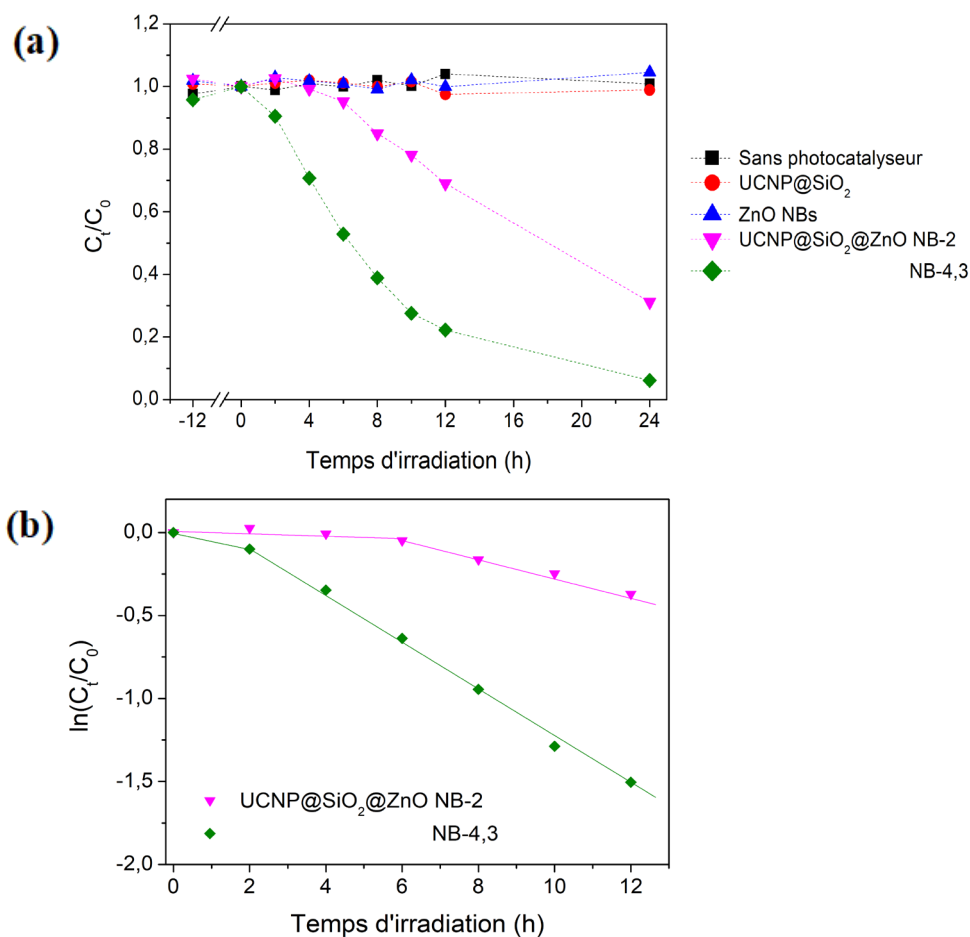 (a)
1,2
1,0
0,8
0,6
0,4
0,2
0,0
C_t/C_0
-12 0 4 8 12 16 20 24
Temps d'irradiation (h)
Sans photocatalyseur
UCNP@SiO_2
ZnO NBs
UCNP@SiO_2@ZnO NB-2
NB-4,3
(b)
0,0
-0,5
-1,0
-1,5
-2,0
ln(C_t/C_0)
UCNP@SiO_2@ZnO NB-2
NB-4,3
0 2 4 6 8 10 12
Temps d'irradiation (h)